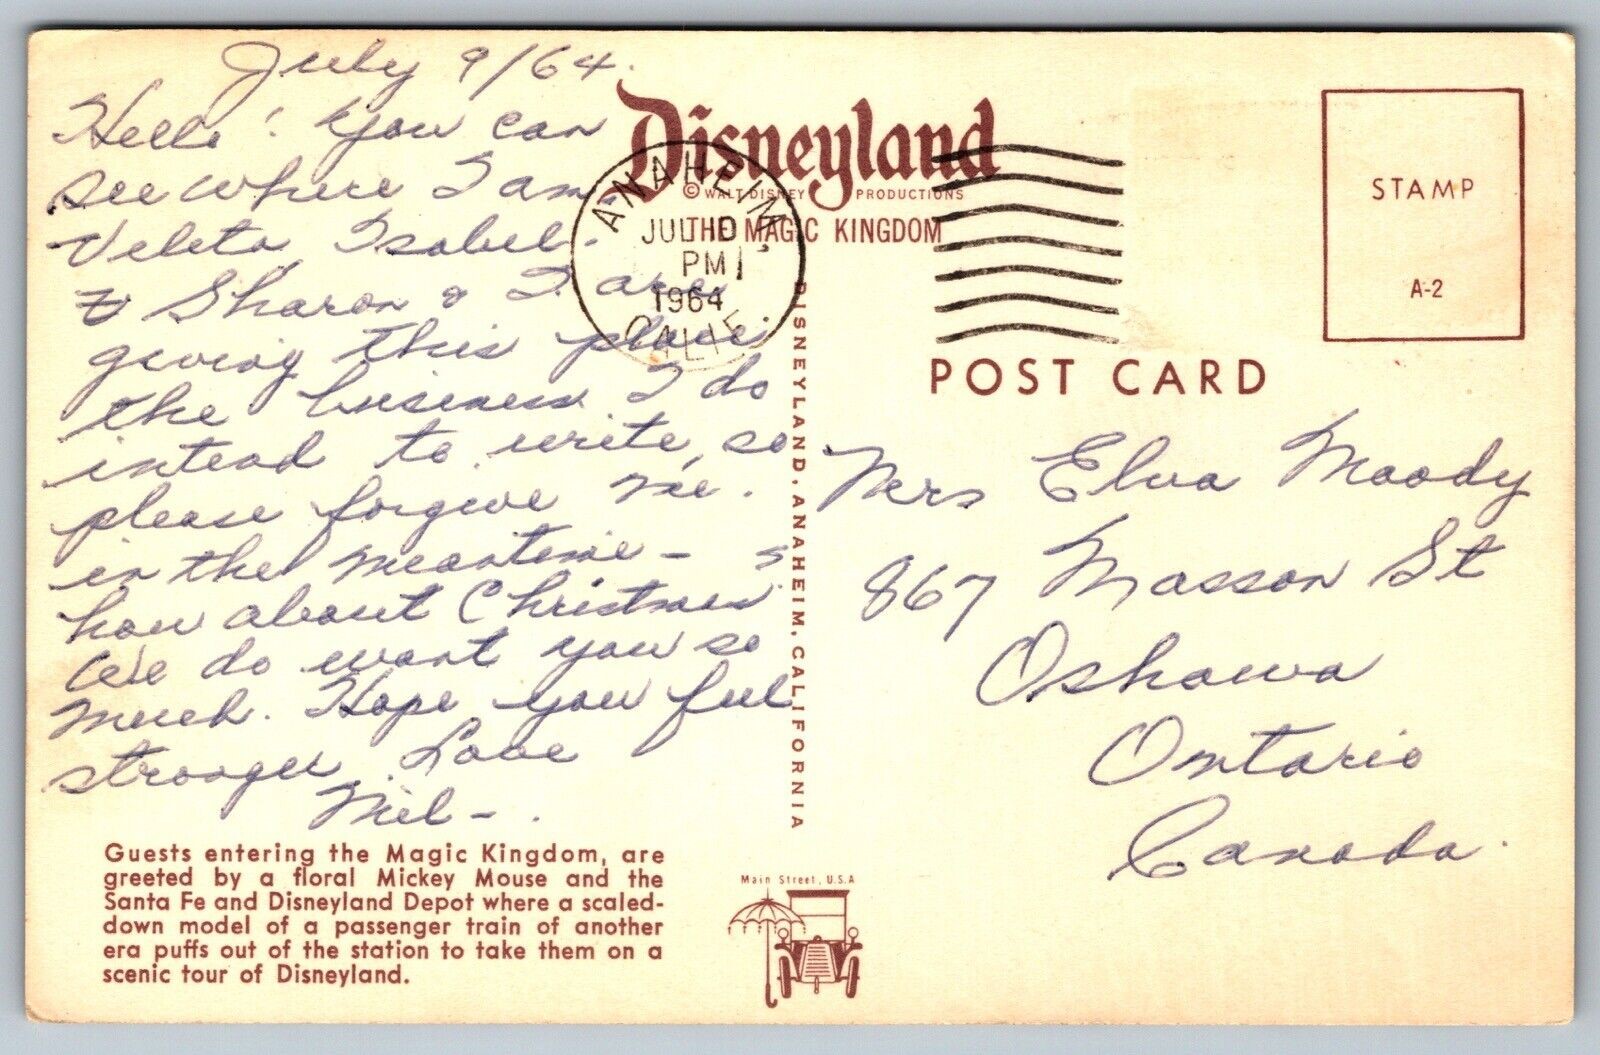 July 9/64.
Hello! You can
see where I am.
Veleta, Isabel -
& Sharon & I are
giving this place
the business. I do
intend to write, so
please forgive me.
in the meantime -
how about Christmas
We do want you so
much. Hope you feel
stronger. Love
Mel -.
Guests entering the Magic Kingdom, are
greeted by a floral Mickey Mouse and the
Santa Fe and Disneyland Depot where a scaled-
down model of a passenger train of another
era puffs out of the station to take them on a
scenic tour of Disneyland.
Disneyland
© WALT DISNEY PRODUCTIONS
THE MAGIC KINGDOM
ANAHEIM,
JUL 10
PM
1964
CALIF.
DISNEYLAND, ANAHEIM, CALIFORNIA
Main Street, U.S.A
STAMP
A-2
POST CARD
Mrs Elva Moody
867 Masson St
Oshawa
Ontario
Canada.